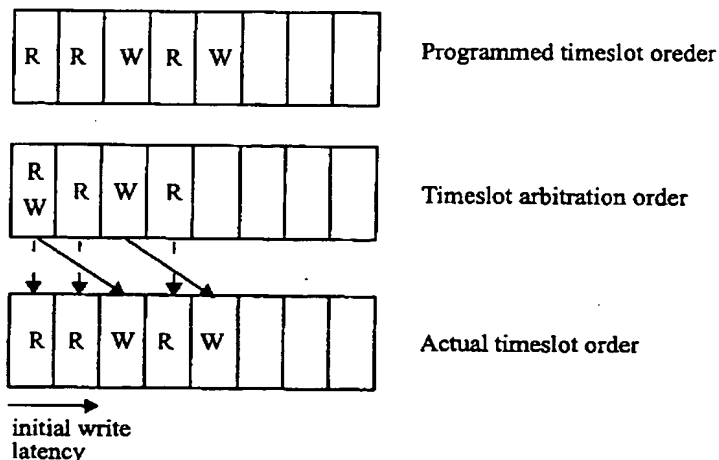 R R W R W
Programmed timeslot oreder
R
W R W R
Timeslot arbitration order
R R W R W
Actual timeslot order
initial write
latency